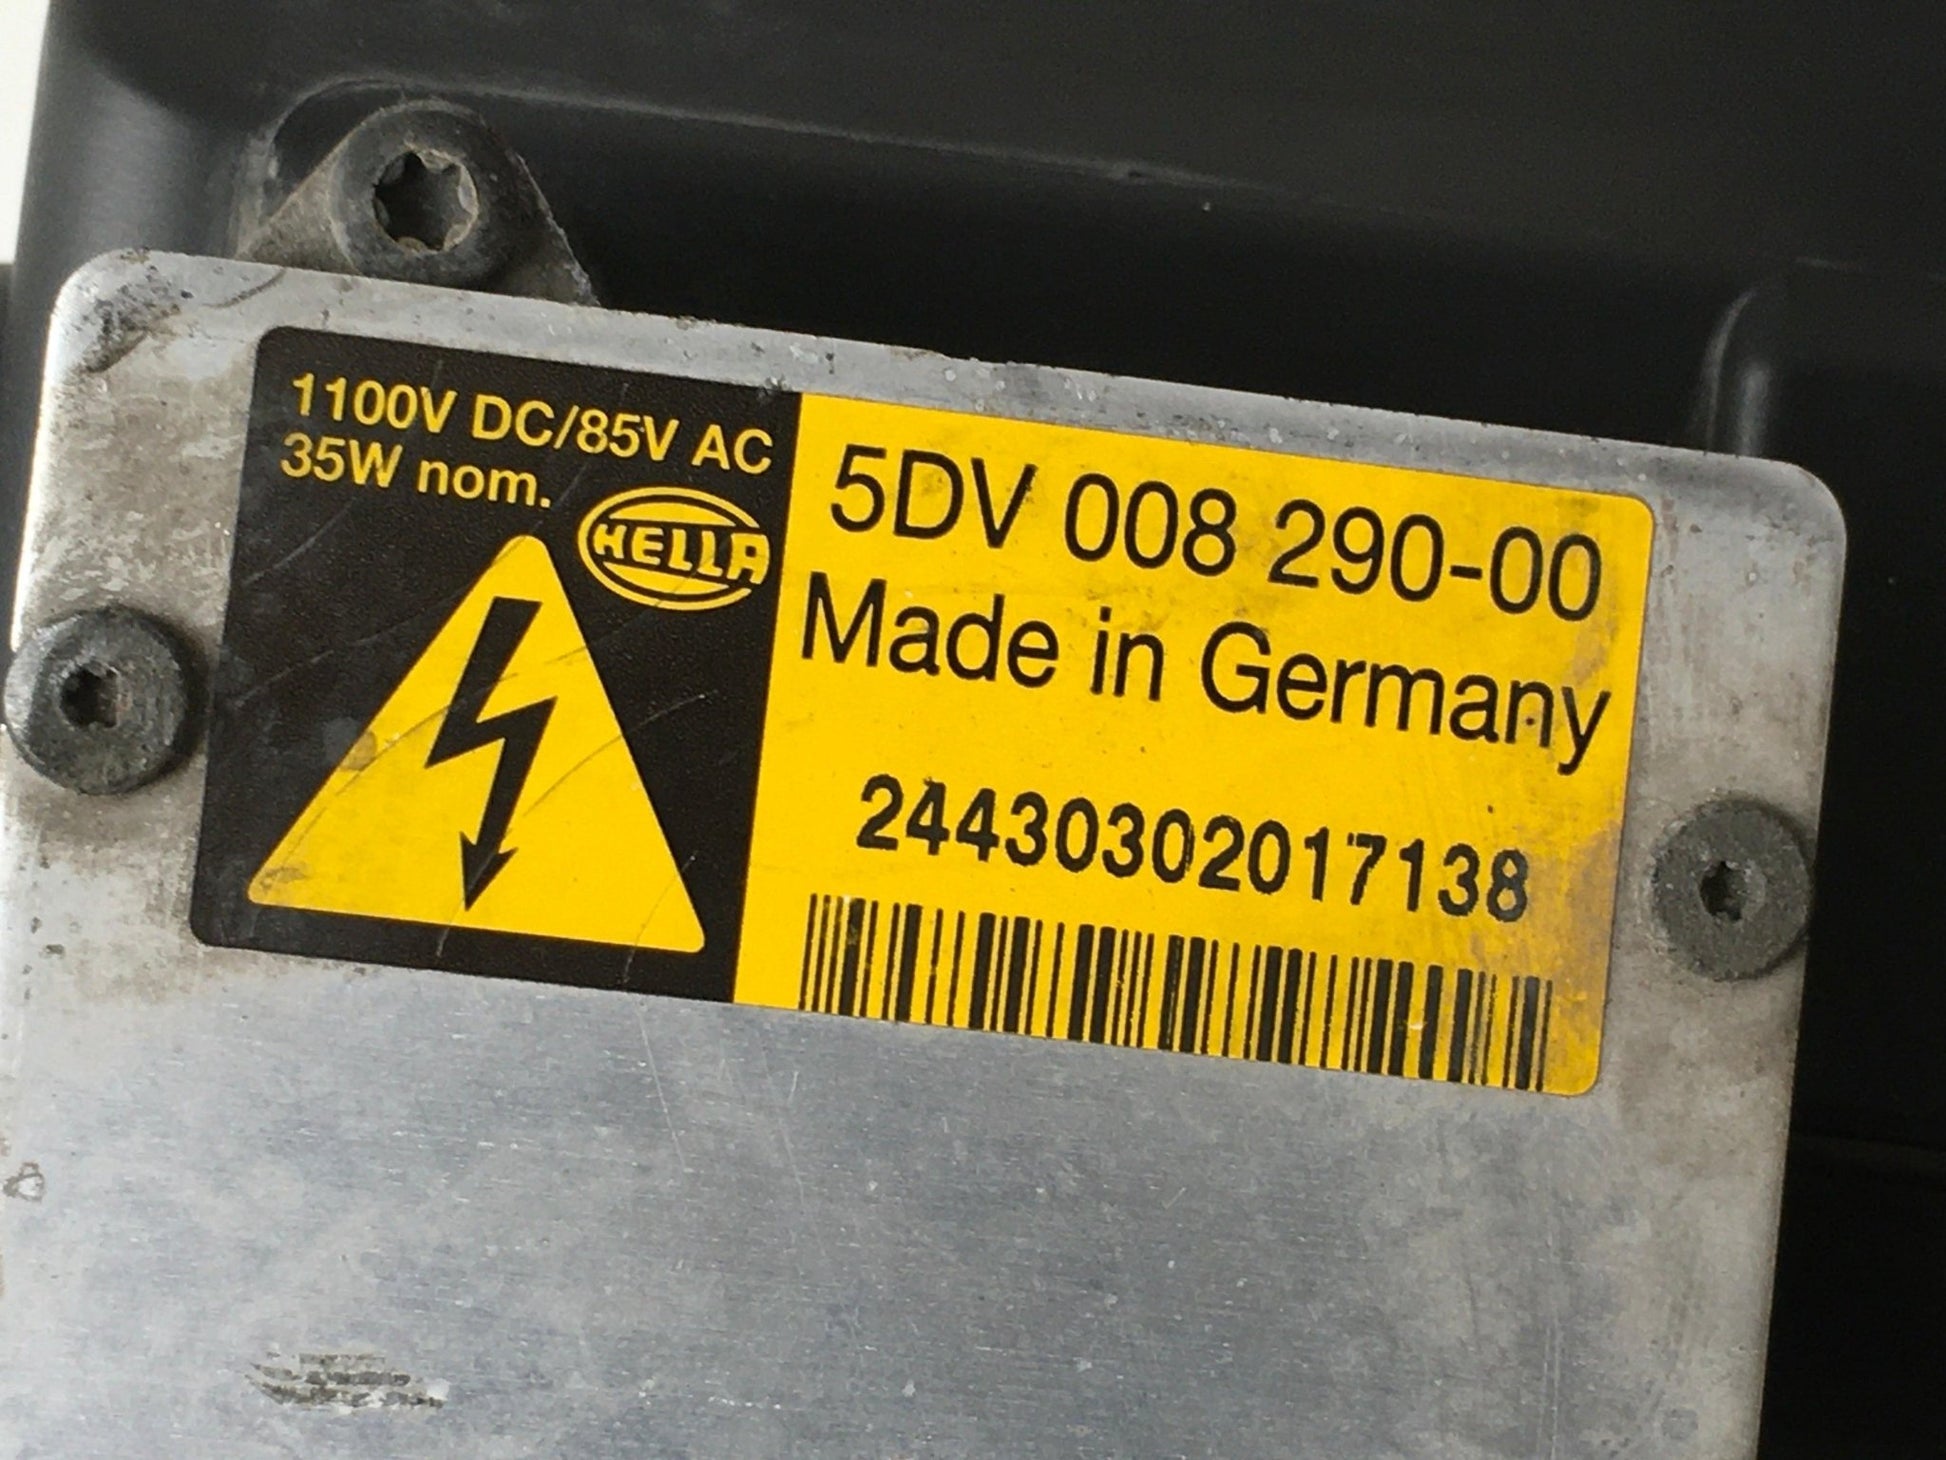 1100V DC/85V AC
35W nom.
HELLA
5DV 008 290-00
Made in Germany
24430302017138